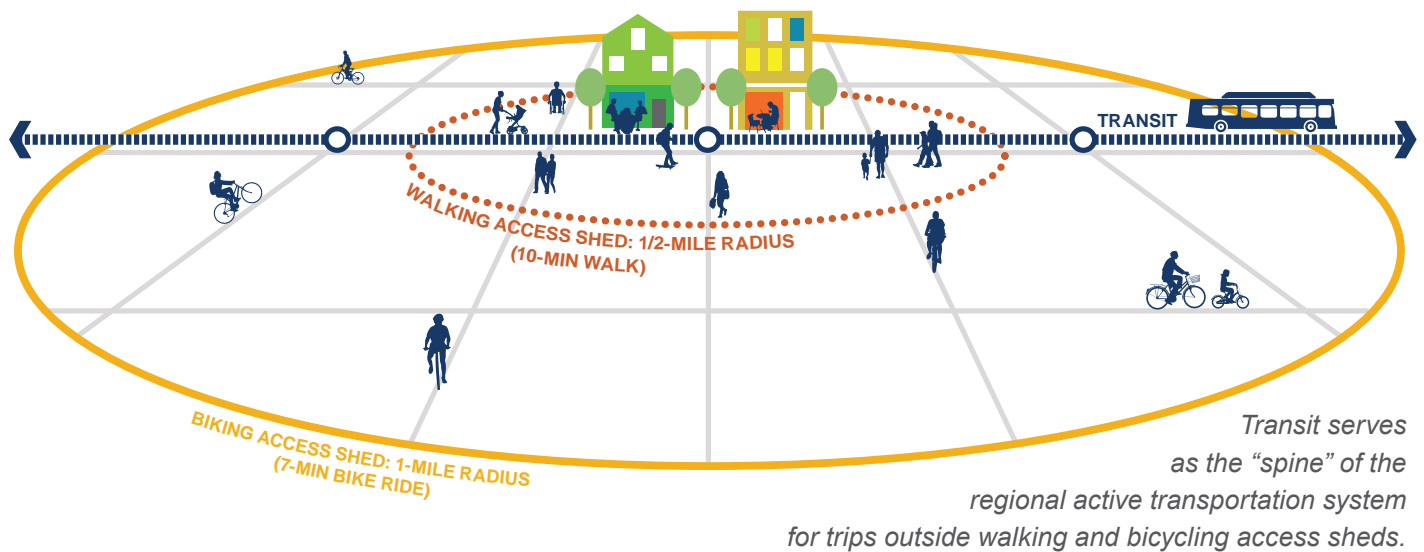 TRANSIT
WALKING ACCESS SHED: 1/2-MILE RADIUS
(10-MIN WALK)
BIKING ACCESS SHED: 1-MILE RADIUS
(7-MIN BIKE RIDE)
Transit serves
as the “spine” of the
regional active transportation system
for trips outside walking and bicycling access sheds.